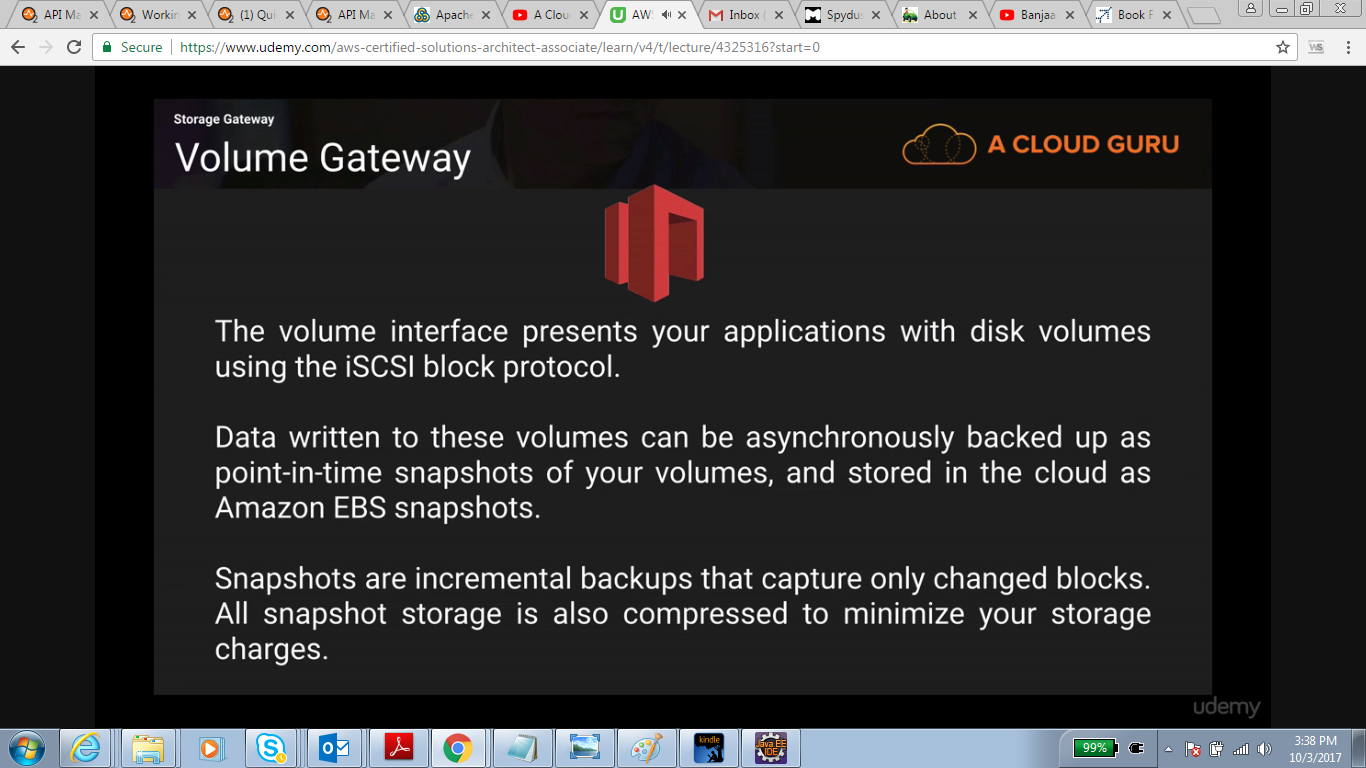 API Ma
Workin
(1) Qui
API Ma
Apache
A Clou
AWS
Inbox (
Spydus
About
Banjaa
Book F
Secure
https://www.udemy.com/aws-certified-solutions-architect-associate/learn/v4/t/lecture/4325316?start=0
Storage Gateway
Volume Gateway
A CLOUD GURU
The volume interface presents your applications with disk volumes
using the iSCSI block protocol.
Data written to these volumes can be asynchronously backed up as
point-in-time snapshots of your volumes, and stored in the cloud as
Amazon EBS snapshots.
Snapshots are incremental backups that capture only changed blocks.
All snapshot storage is also compressed to minimize your storage
charges.
udemy
kindle
Java EE
IDE
99%
3:38 PM
10/3/2017